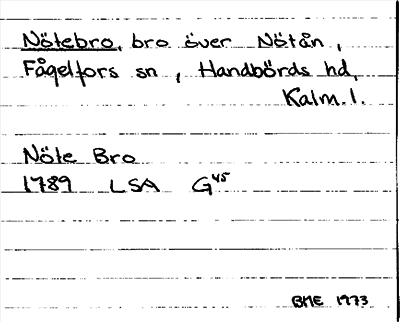 Nötebro, bro över Nötån,
Fågelfors sn, Handbörds hd,
Kalm. l.
Nöte Bro
1789 LSA G45
BME 1973